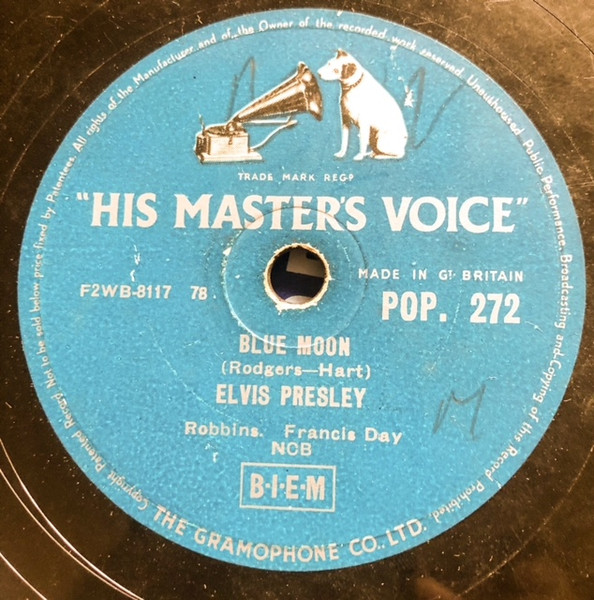 Copyright. Patented Record Not to be sold below price fixed by Patentees. All rights of the Manufacturer and of the Owner of the recorded work reserved. Unauthorised Public Performance, Broadcasting and Copying of this Record Prohibited.
TRADE MARK REGD
"HIS MASTER'S VOICE"
MADE IN GT BRITAIN
F2WB-8117 78
POP. 272
BLUE MOON
(Rodgers—Hart)
ELVIS PRESLEY
Robbins. Francis Day
NCB
B·I·E·M
THE GRAMOPHONE CO., LTD.
M